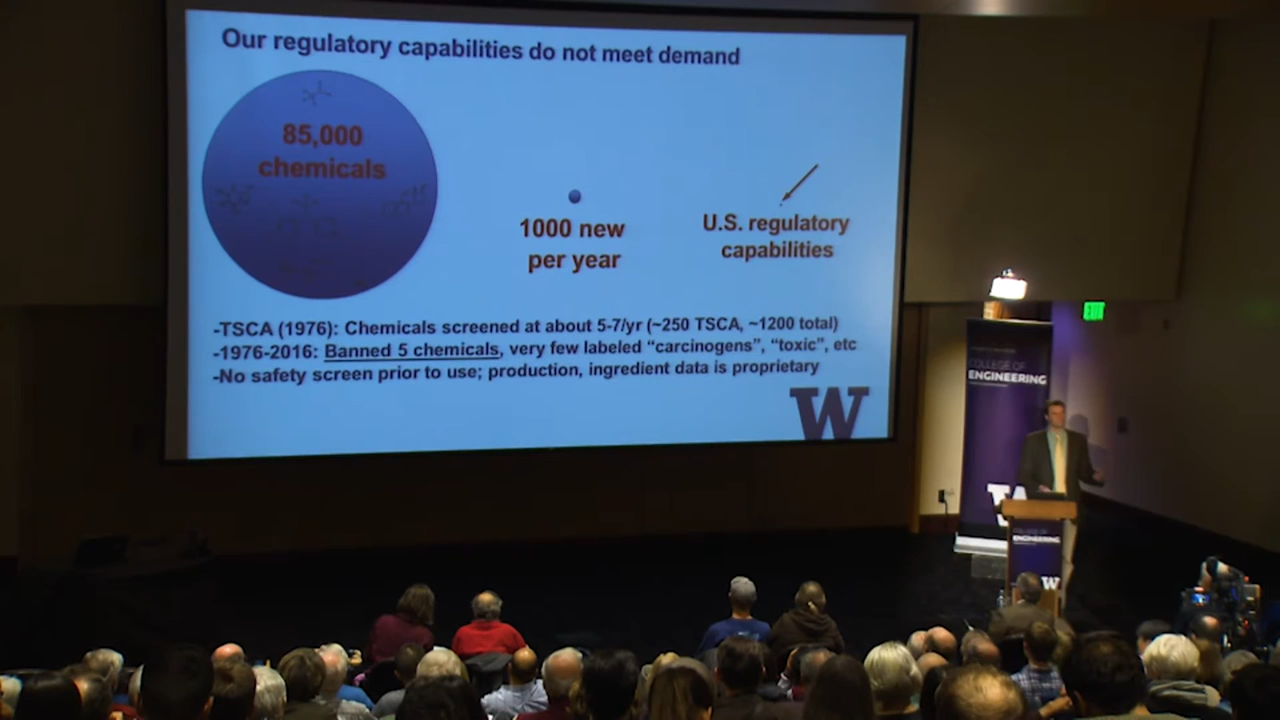 Our regulatory capabilities do not meet demand
85,000
chemicals
1000 new
per year
U.S. regulatory
capabilities
-TSCA (1976): Chemicals screened at about 5-7/yr (~250 TSCA, ~1200 total)
-1976-2016: Banned 5 chemicals, very few labeled “carcinogens”, “toxic”, etc
-No safety screen prior to use; production, ingredient data is proprietary
W
COLLEGE OF
ENGINEERING
W
COLLEGE OF
ENGINEERING
W